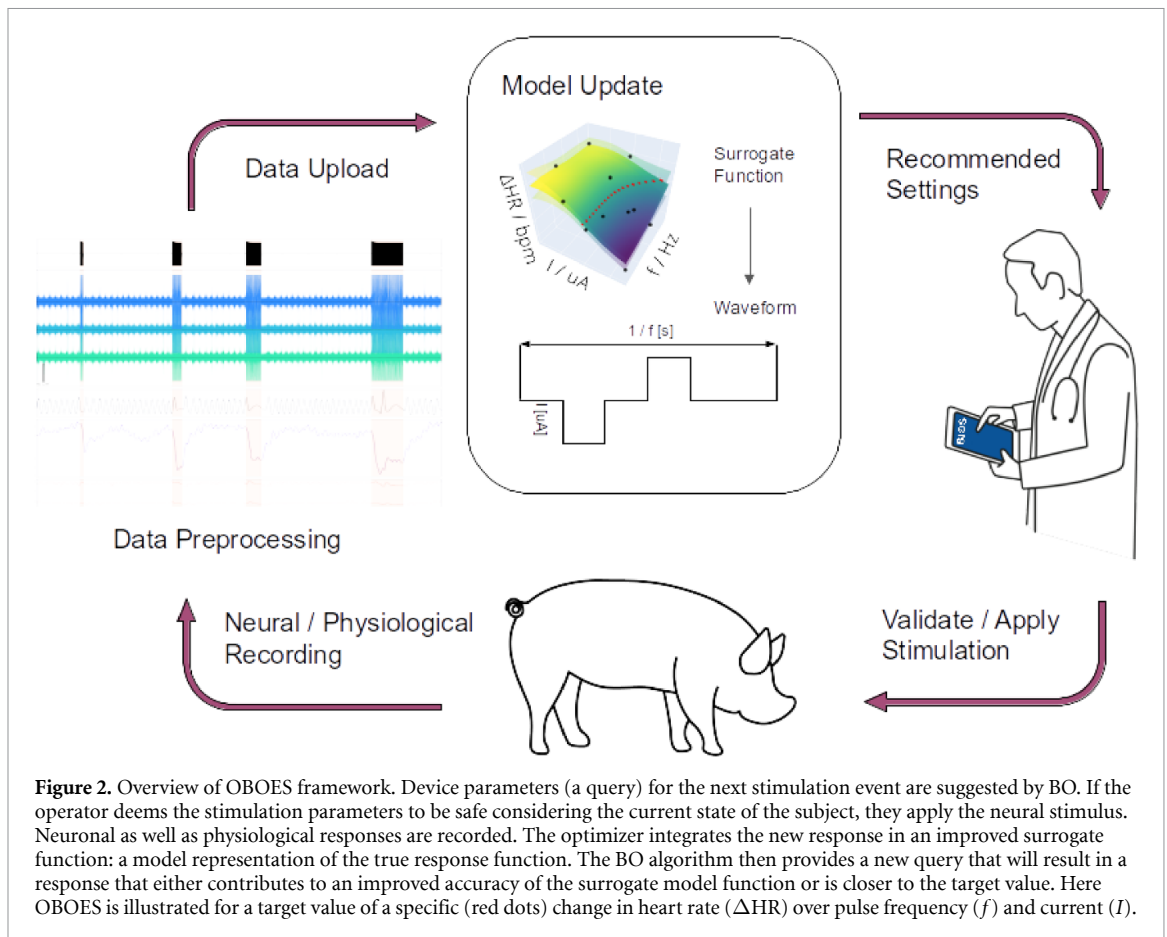 Model Update
Data Upload
Surrogate
Function
Recommended
Settings
ΔHR / bpm
I / uA
f / Hz
Waveform
1 / f [s]
I [uA]
Data Preprocessing
Neural / Physiological
Recording
Validate / Apply
Stimulation
Figure 2. Overview of OBOES framework. Device parameters (a query) for the next stimulation event are suggested by BO. If the
operator deems the stimulation parameters to be safe considering the current state of the subject, they apply the neural stimulus.
Neuronal as well as physiological responses are recorded. The optimizer integrates the new response in an improved surrogate
function: a model representation of the true response function. The BO algorithm then provides a new query that will result in a
response that either contributes to an improved accuracy of the surrogate model function or is closer to the target value. Here
OBOES is illustrated for a target value of a specific (red dots) change in heart rate (ΔHR) over pulse frequency (f) and current (I).